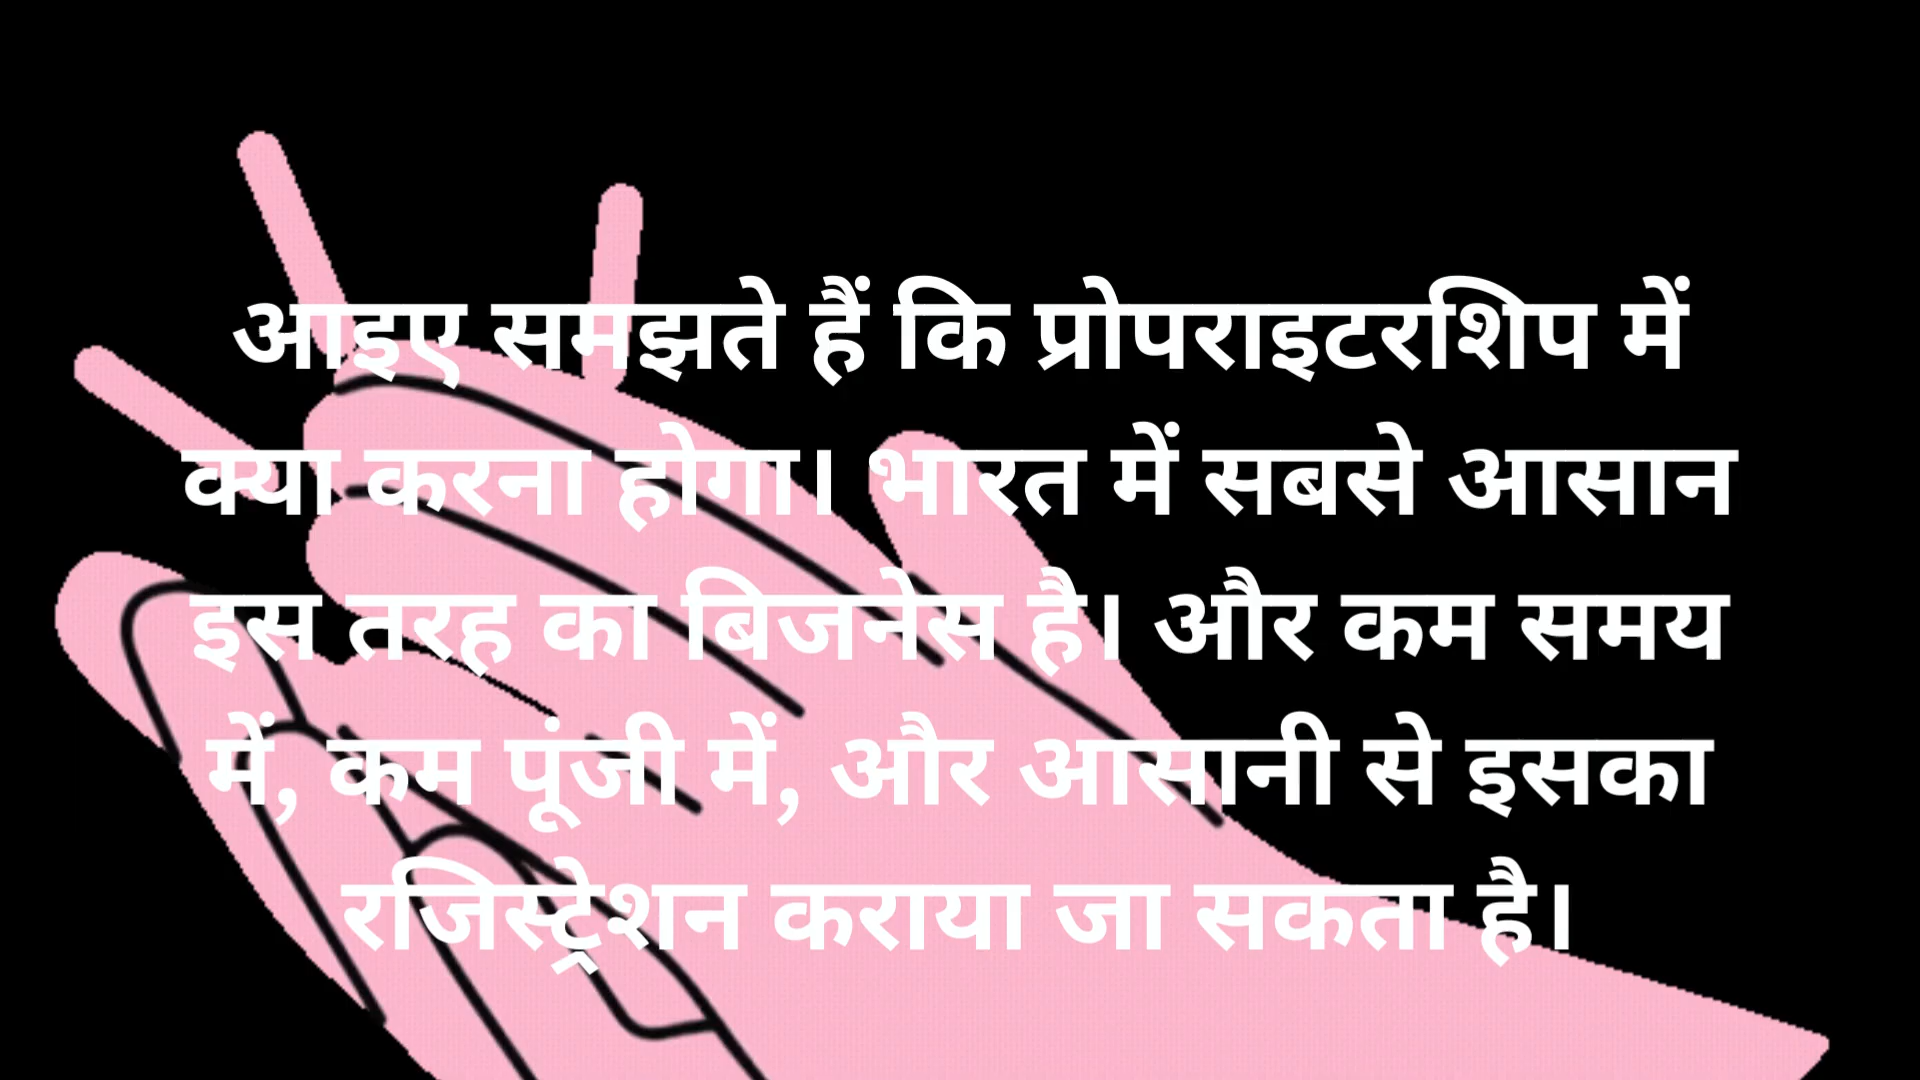 आइए समझते हैं कि प्रोपराइटरशिप में
क्या करना होगा। भारत में सबसे आसान
इस तरह का बिजनेस है। और कम समय
में, कम पूंजी में, और आसानी से इसका
रजिस्ट्रेशन कराया जा सकता है।